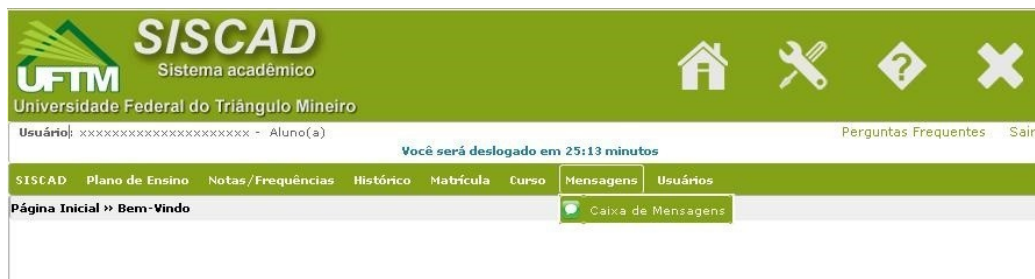 SISCAD
Sistema acadêmico
UFTM
Universidade Federal do Triângulo Mineiro
Usuário: xxxxxxxxxxxxxxxxxxxxxx - Aluno(a)
Perguntas Frequentes Sair
Você será deslogado em 25:13 minutos
SISCAD Plano de Ensino Notas/Frequências Histórico Matrícula Curso Mensagens Usuários
Página Inicial » Bem-Vindo
Caixa de Mensagens